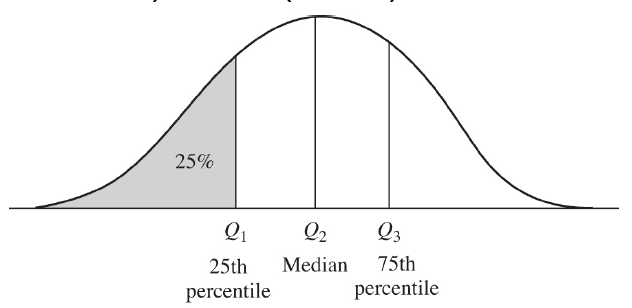 25%
Q1 Q2 Q3
25th Median 75th
percentile percentile